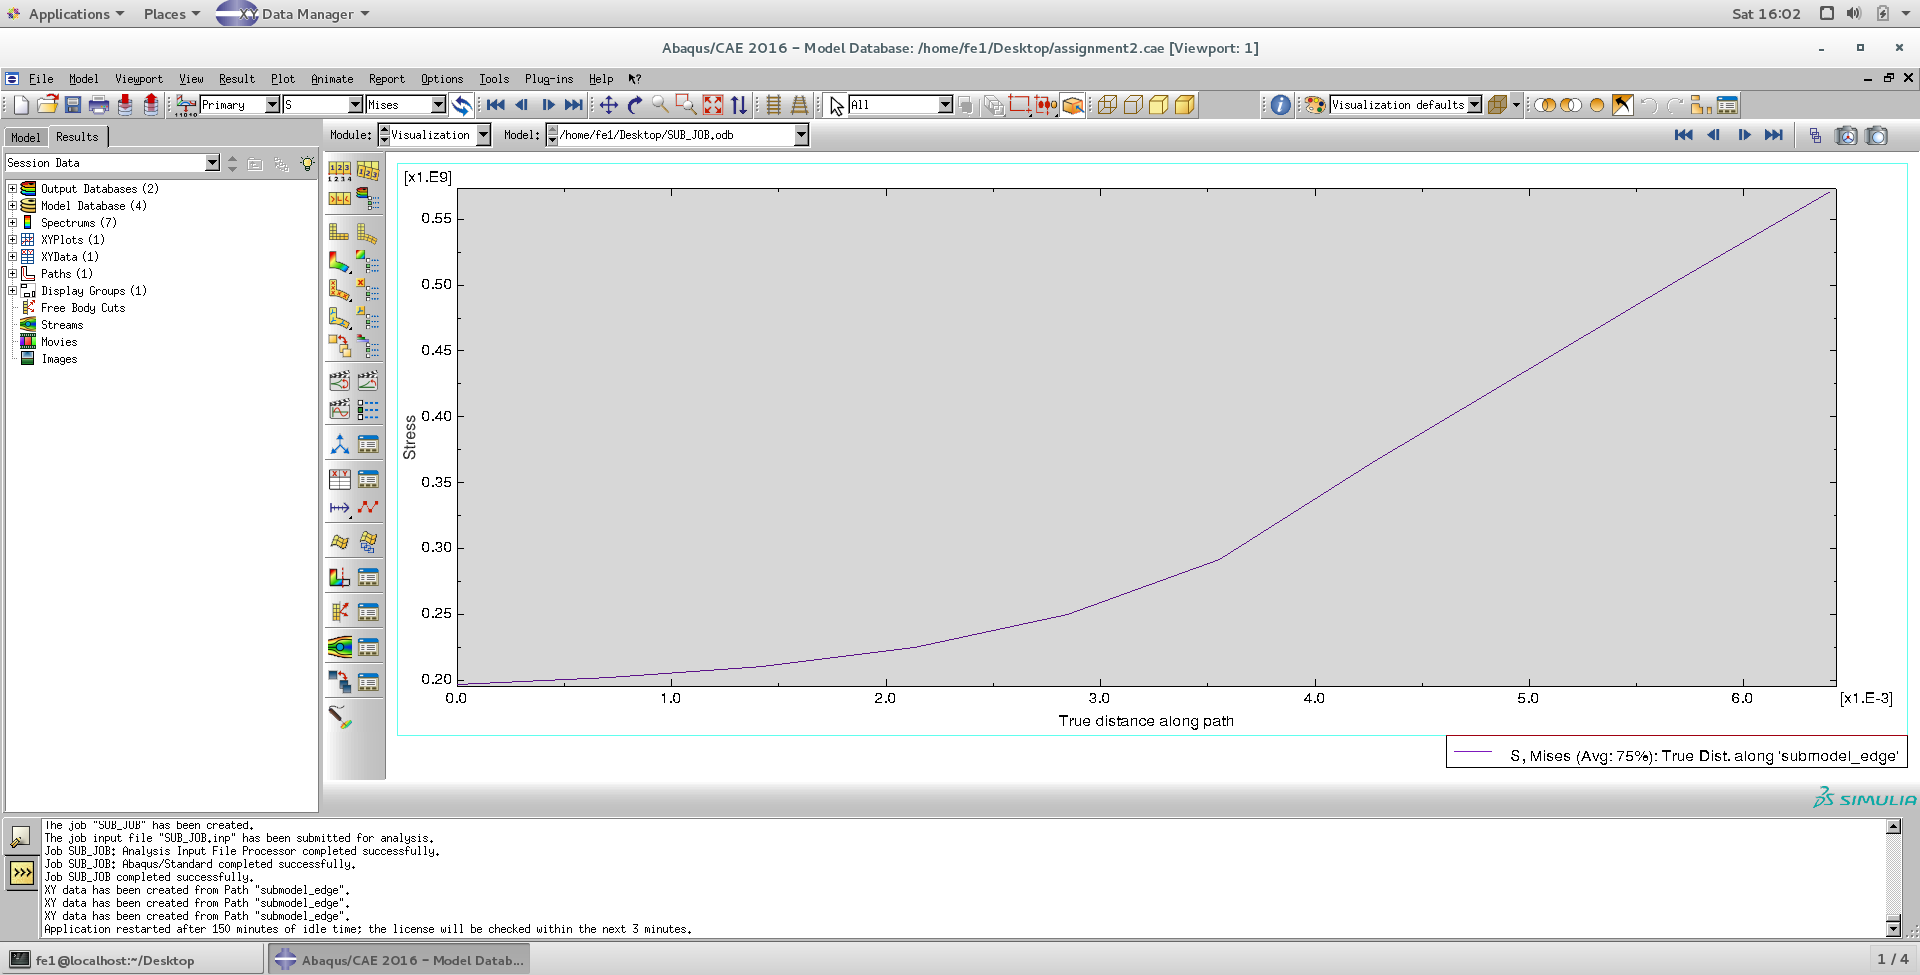 Applications Places XY Data Manager Sat 16:02
Abaqus/CAE 2016 - Model Database: /home/fe1/Desktop/assignment2.cae [Viewport: 1]
File Model Viewport View Result Plot Animate Report Options Tools Plug-ins Help
Primary S Mises All Visualization defaults
Model Results Module: Visualization Model: /home/fe1/Desktop/SUB_JOB.odb
Session Data
Output Databases (2)
Model Database (4)
Spectrums (7)
XYPlots (1)
XYData (1)
Paths (1)
Display Groups (1)
Free Body Cuts
Streams
Movies
Images
[x1.E9]
0.55
0.50
0.45
0.40
0.35
0.30
0.25
0.20
Stress
0.0 1.0 2.0 3.0 4.0 5.0 6.0 [x1.E-3]
True distance along path
S, Mises (Avg: 75%): True Dist. along 'submodel_edge'
SIMULIA
The job "SUB_JOB" has been created.
The job input file "SUB_JOB.inp" has been submitted for analysis.
Job SUB_JOB: Analysis Input File Processor completed successfully.
Job SUB_JOB: Abaqus/Standard completed successfully.
Job SUB_JOB completed successfully.
XY data has been created from Path "submodel_edge".
XY data has been created from Path "submodel_edge".
XY data has been created from Path "submodel_edge".
Application restarted after 150 minutes of idle time; the license will be checked within the next 3 minutes.
fe1@localhost:~/Desktop Abaqus/CAE 2016 - Model Datab... 1 / 4